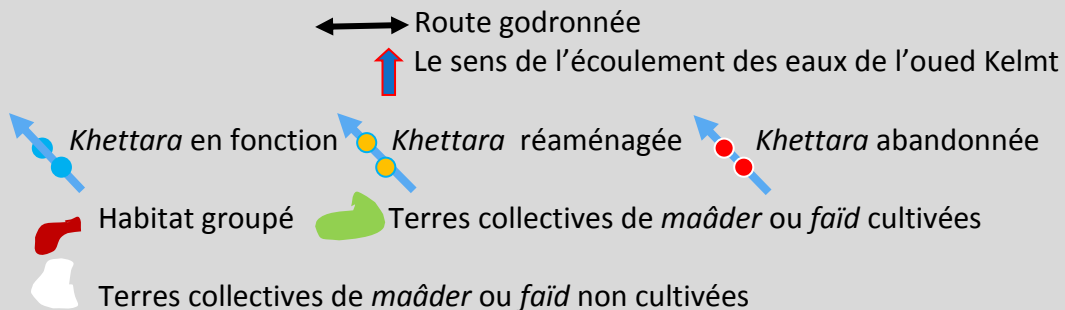 Route godronnée
Le sens de l'écoulement des eaux de l'oued Kelmt
Khettara en fonction Khettara réaménagée Khettara abandonnée
Habitat groupé Terres collectives de maâder ou faïd cultivées
Terres collectives de maâder ou faïd non cultivées